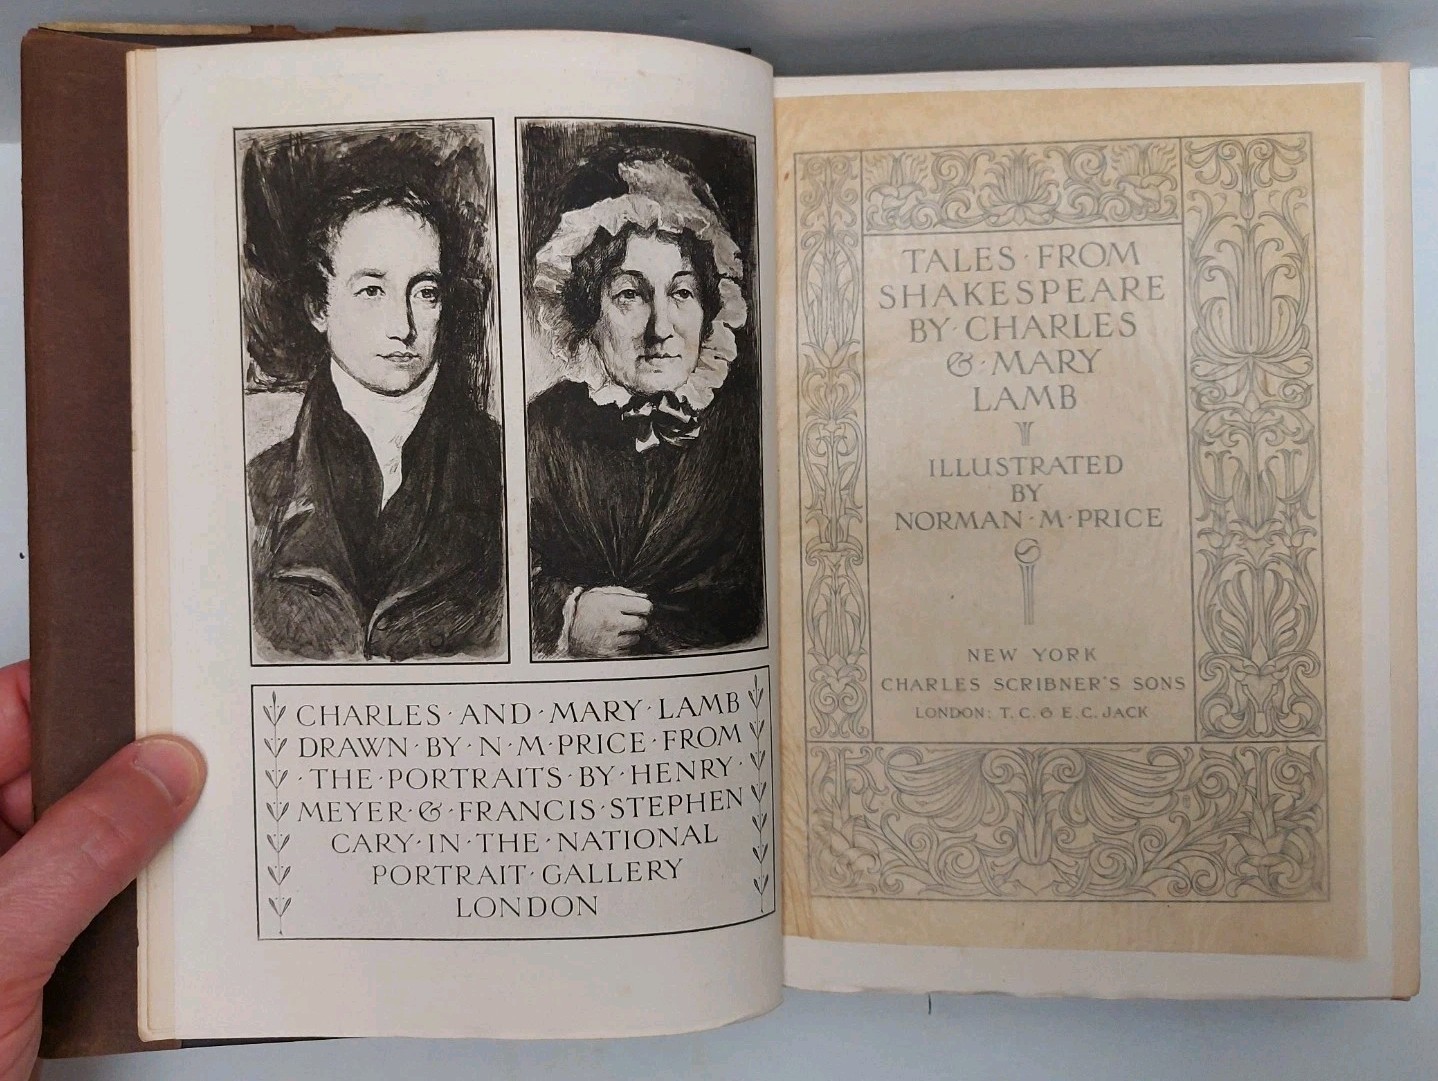 CHARLES · AND · MARY · LAMB
DRAWN · BY · N · M · PRICE · FROM
· THE · PORTRAITS · BY · HENRY ·
MEYER · & · FRANCIS · STEPHEN
CARY · IN · THE · NATIONAL
PORTRAIT · GALLERY
LONDON
TALES · FROM
SHAKESPEARE
BY · CHARLES
& · MARY
LAMB
ILLUSTRATED
BY
NORMAN · M · PRICE
NEW YORK
CHARLES SCRIBNER'S SONS
LONDON: T. C. & E. C. JACK